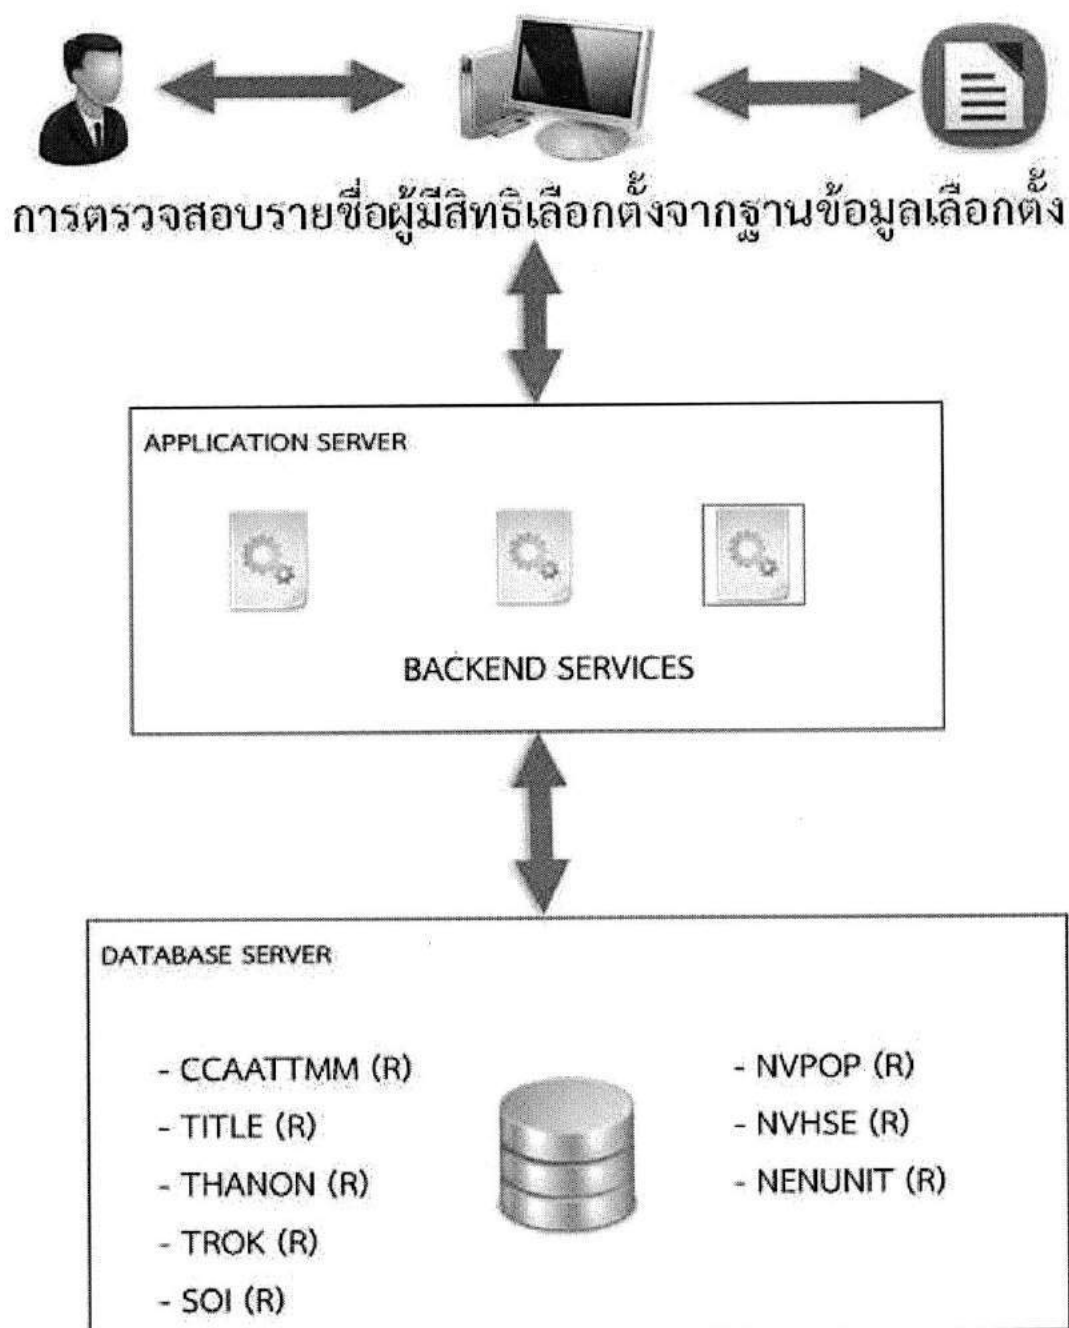 การตรวจสอบรายชื่อผู้มีสิทธิเลือกตั้งจากฐานข้อมูลเลือกตั้ง
APPLICATION SERVER
BACKEND SERVICES
DATABASE SERVER
- CCAATTMM (R)
- TITLE (R)
- THANON (R)
- TROK (R)
- SOI (R)
- NVPOP (R)
- NVHSE (R)
- NENUNIT (R)